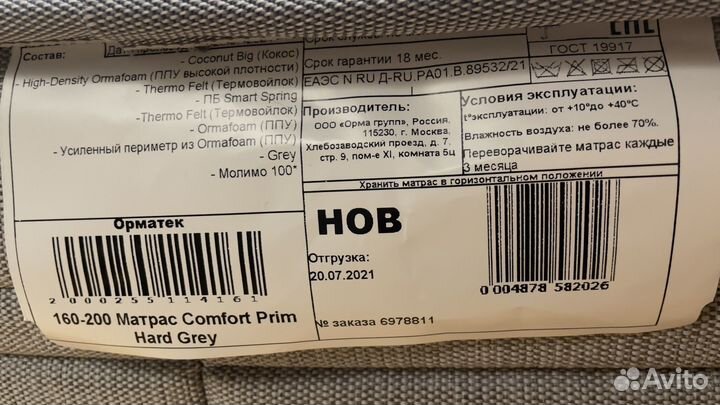 Состав:
- Coconut Big (Кокос)
- High-Density Ormafoam (ППУ высокой плотности)
- Thermo Felt (Термовойлок)
- ПБ Smart Spring
-Thermo Felt (Термовойлок)
- Ormafoam (ППУ)
- Усиленный периметр из Ormafoam (ППУ)
- Grey
- Молимо 100*
Орматек
2000255114161
160-200 Матрас Comfort Prim
Hard Grey
Срок гарантии 18 мес.
ЕАЭС N RU Д-RU.РА01.В.89532/21
Производитель:
ООО «Орма групп», Россия,
115230, г. Москва,
Хлебозаводский проезд, д. 7,
стр. 9, пом-е XI, комната 5ц
ГОСТ 19917
Условия эксплуатации:
t°эксплуатации: от +10°до +40°С
Влажность воздуха: не более 70%.
Переворачивайте матрас каждые
3 месяца
Хранить матрас в горизонтальном положении
НОВ
Отгрузка:
20.07.2021
0 004878 582026
№ заказа 6978811
Avito